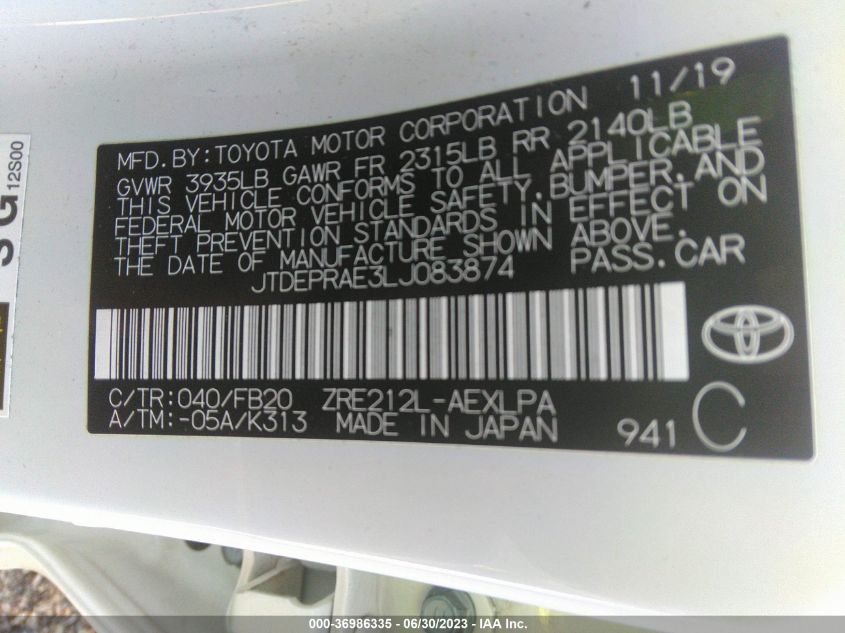 MFD. BY: TOYOTA MOTOR CORPORATION 11/19
GVWR 3935LB GAWR FR 2315LB RR 2140LB
THIS VEHICLE CONFORMS TO ALL APPLICABLE
FEDERAL MOTOR VEHICLE SAFETY, BUMPER, AND
THEFT PREVENTION STANDARDS IN EFFECT ON
THE DATE OF MANUFACTURE SHOWN ABOVE.
JTDEPRAE3LJ083874 PASS. CAR
C/TR: 040/FB20 ZRE212L-AEXLPA
A/TM: -05A/K313 MADE IN JAPAN 941 C
12S00
000-36986335 - 06/30/2023 - IAA Inc.